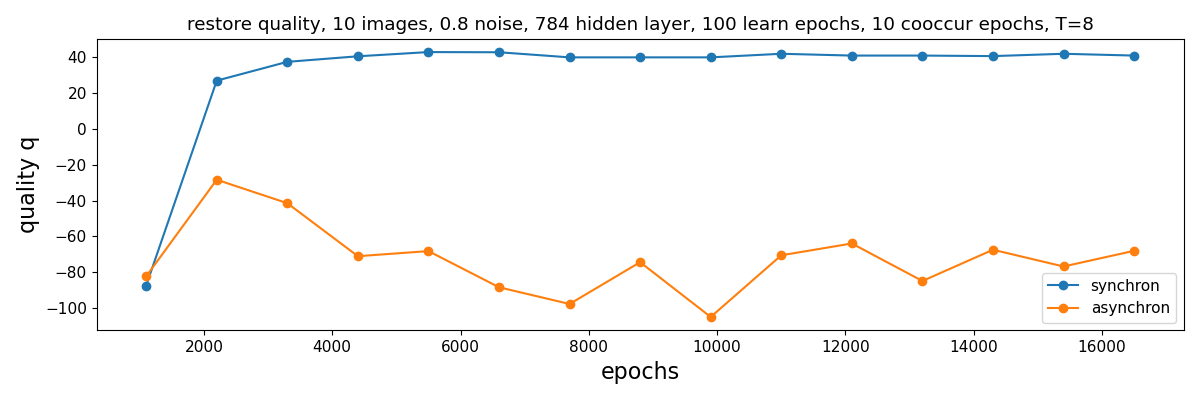 restore quality, 10 images, 0.8 noise, 784 hidden layer, 100 learn epochs, 10 cooccur epochs, T=8
quality q
40
20
0
−20
−40
−60
−80
−100
synchron
asynchron
2000 4000 6000 8000 10000 12000 14000 16000
epochs